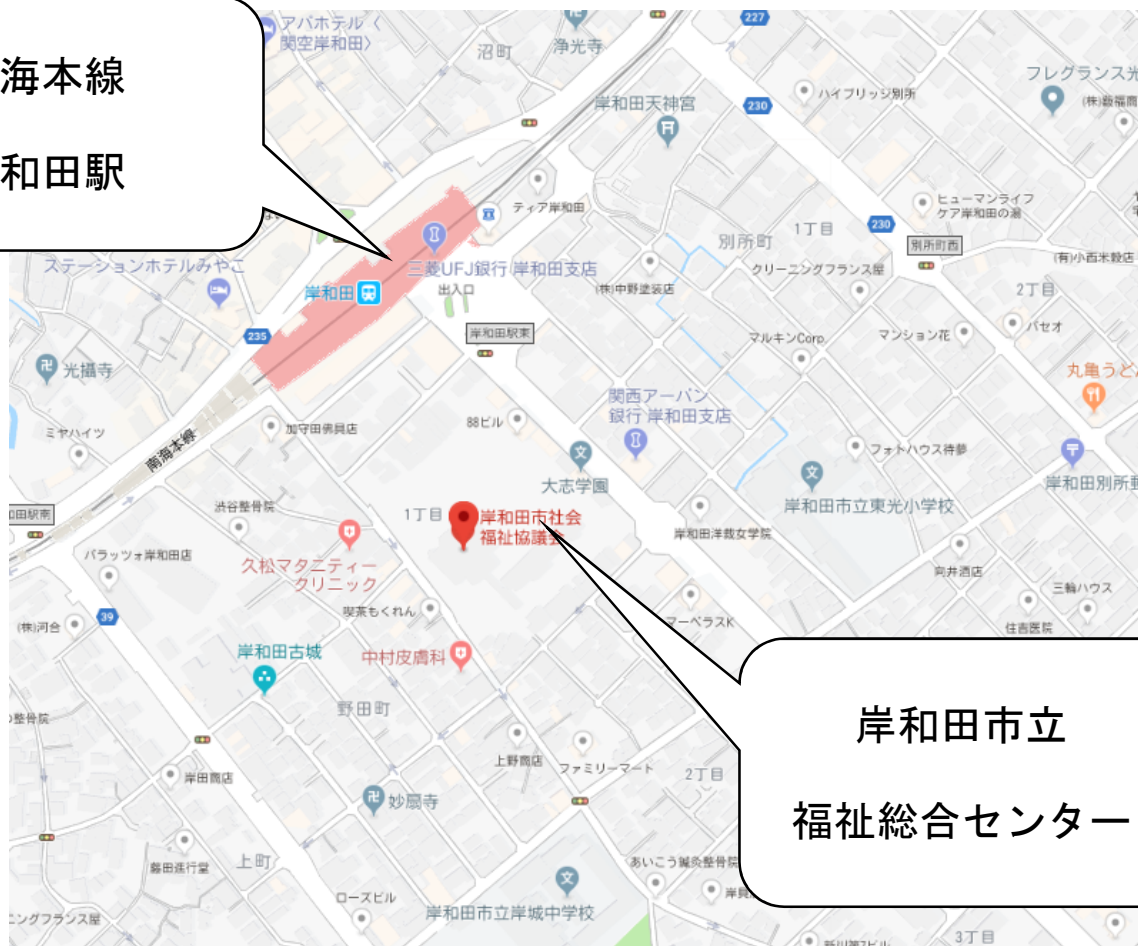 海本線
和田駅
アパホテル〈
関空岸和田〉
沼町
浄光寺
227
フレグランス光
ハイブリッジ別所
230
岸和田天神宮
ティア岸和田
ヒューマンライフ
ケア岸和田の湯
1丁目
230
別所町
別所町西
(有)小西米穀店
ステーションホテルみやこ
三菱UFJ銀行 岸和田支店
クリーニングフランス屋
岸和田
出入口
(株)中野塗装店
2丁目
235
岸和田駅東
マルキンCorp.
マンション花
パセオ
光攝寺
丸亀うどん
関西アーバン
銀行 岸和田支店
ミヤハイツ
加守田佛具店
88ビル
フォトハウス待夢
南海本線
大志学園
岸和田市立東光小学校
岸和田別所郵
田駅南
渋谷整骨院
1丁目
岸和田市社会
福祉協議会
岸和田洋裁女学院
パラッツォ岸和田店
久松マタニティー
クリニック
向井酒店
三輪ハウス
(株)河合
39
喫茶もくれん
マーベラスK
住吉医院
岸和田古城
中村皮膚科
野田町
整骨院
岸和田市立
福祉総合センター
上野商店
ファミリーマート
2丁目
岸田商店
妙扇寺
藤田進行堂
上町
あいこう鍼灸整骨院
ローズビル
岸和田市立岸城中学校
ニングフランス屋
3丁目